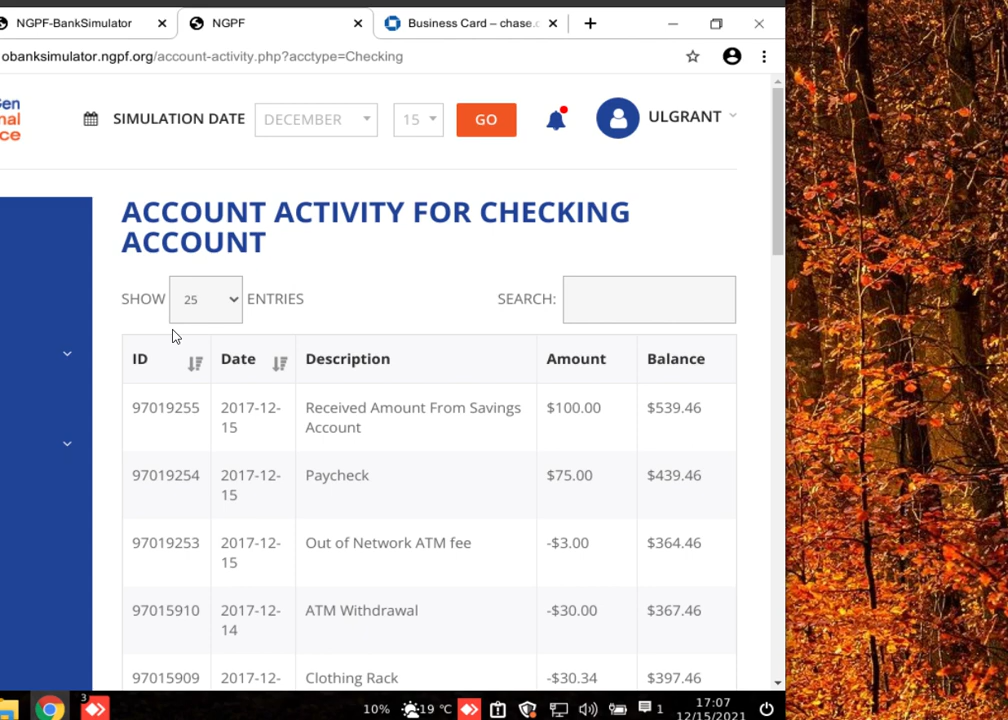 NGPF-BankSimulator
NGPF
Business Card – chase.c
obanksimulator.ngpf.org/account-activity.php?acctype=Checking
SIMULATION DATE
DECEMBER
15
GO
ULGRANT
ACCOUNT ACTIVITY FOR CHECKING
ACCOUNT
SHOW 25 ENTRIES
SEARCH:
ID Date Description Amount Balance
97019255 2017-12-15 Received Amount From Savings Account $100.00 $539.46
97019254 2017-12-15 Paycheck $75.00 $439.46
97019253 2017-12-15 Out of Network ATM fee -$3.00 $364.46
97015910 2017-12-14 ATM Withdrawal -$30.00 $367.46
97015909 2017-12- Clothing Rack -$30.34 $397.46
3
10% 19 °C 1 17:07
12/15/2021